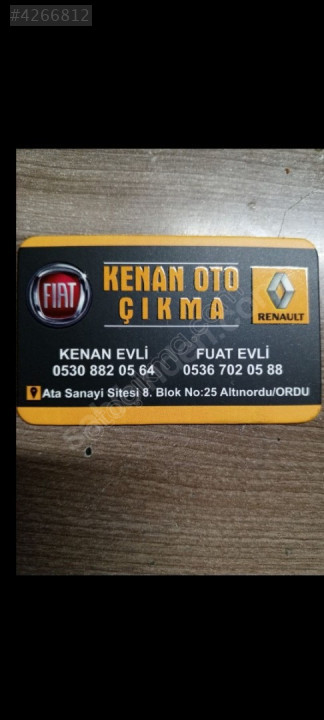 #4266812
FIAT
KENAN OTO
ÇIKMA
RENAULT
KENAN EVLİ FUAT EVLİ
0530 882 05 64 0536 702 05 88
Ata Sanayi Sitesi 8. Blok No:25 Altınordu/ORDU